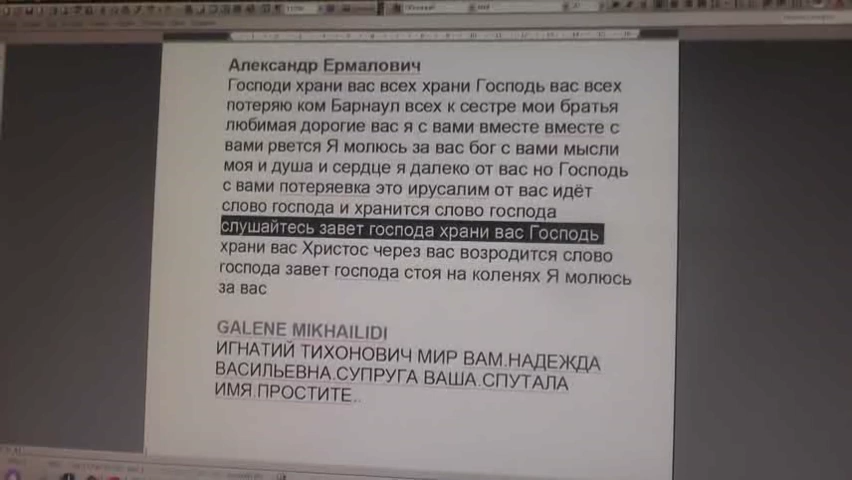 Александр Ермалович
Господи храни вас всех храни Господь вас всех
потеряю ком Барнаул всех к сестре мои братья
любимая дорогие вас я с вами вместе вместе с
вами рвется Я молюсь за вас бог с вами мысли
моя и душа и сердце я далеко от вас но Господь
с вами потеряевка это ирусалим от вас идёт
слово господа и хранится слово господа
слушайтесь завет господа храни вас Господь
храни вас Христос через вас возродится слово
господа завет господа стоя на коленях Я молюсь
за вас
GALENE MIKHAILIDI
ИГНАТИЙ ТИХОНОВИЧ МИР ВАМ.НАДЕЖДА
ВАСИЛЬЕВНА.СУПРУГА ВАША.СПУТАЛА
ИМЯ.ПРОСТИТЕ..